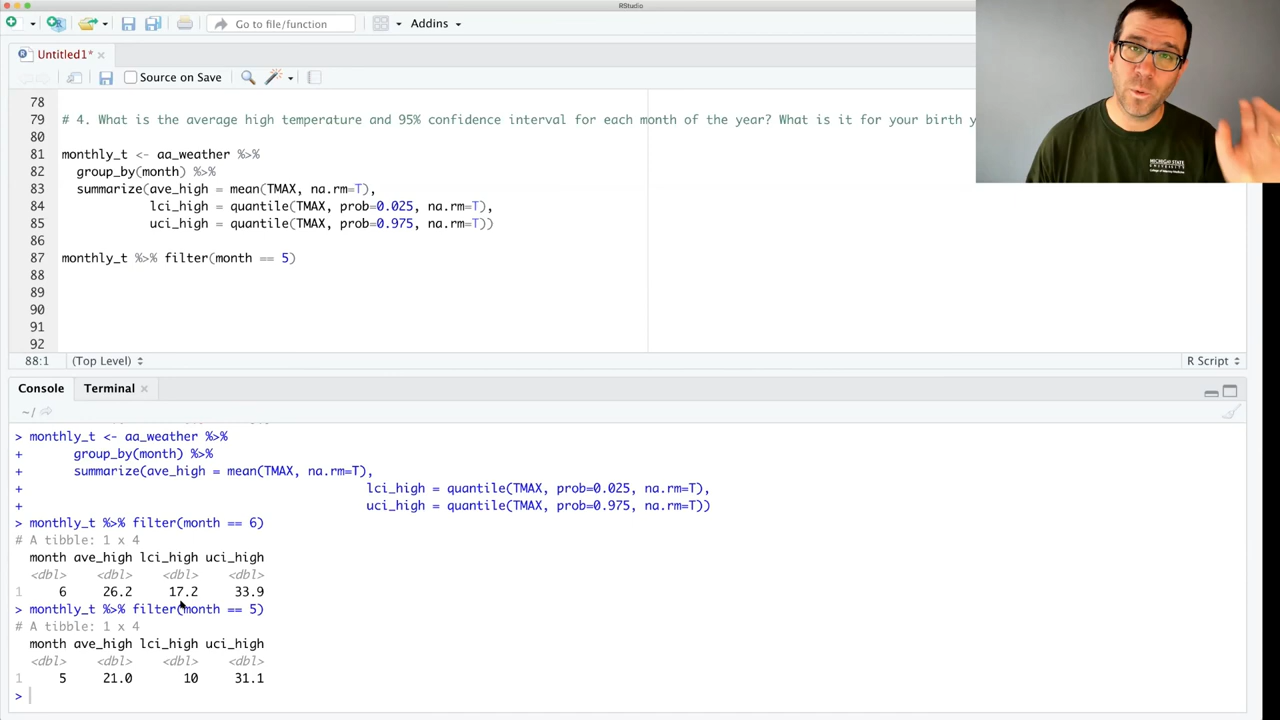 RStudio
Go to file/function
Addins
Untitled1*
Source on Save
78
79 # 4. What is the average high temperature and 95% confidence interval for each month of the year? What is it for your birth y
80
81 monthly_t <- aa_weather %>%
82 group_by(month) %>%
83 summarize(ave_high = mean(TMAX, na.rm=T),
84 lci_high = quantile(TMAX, prob=0.025, na.rm=T),
85 uci_high = quantile(TMAX, prob=0.975, na.rm=T))
86
87 monthly_t %>% filter(month == 5)
88
89
90
91
92
88:1 (Top Level) R Script
Console Terminal
~/
> monthly_t <- aa_weather %>%
+ group_by(month) %>%
+ summarize(ave_high = mean(TMAX, na.rm=T),
+ lci_high = quantile(TMAX, prob=0.025, na.rm=T),
+ uci_high = quantile(TMAX, prob=0.975, na.rm=T))
> monthly_t %>% filter(month == 6)
# A tibble: 1 x 4
month ave_high lci_high uci_high
<dbl> <dbl> <dbl> <dbl>
1 6 26.2 17.2 33.9
> monthly_t %>% filter(month == 5)
# A tibble: 1 x 4
month ave_high lci_high uci_high
<dbl> <dbl> <dbl> <dbl>
1 5 21.0 10 31.1
>
MICHIGAN STATE
UNIVERSITY
College of Veterinary Medicine